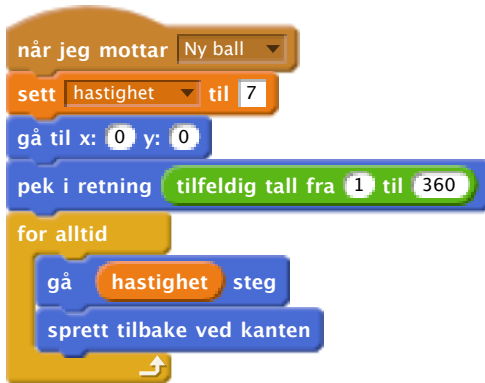 når jeg mottar Ny ball
sett hastighet til 7
gå til x: 0 y: 0
pek i retning tilfeldig tall fra 1 til 360
for alltid
gå hastighet steg
sprett tilbake ved kanten